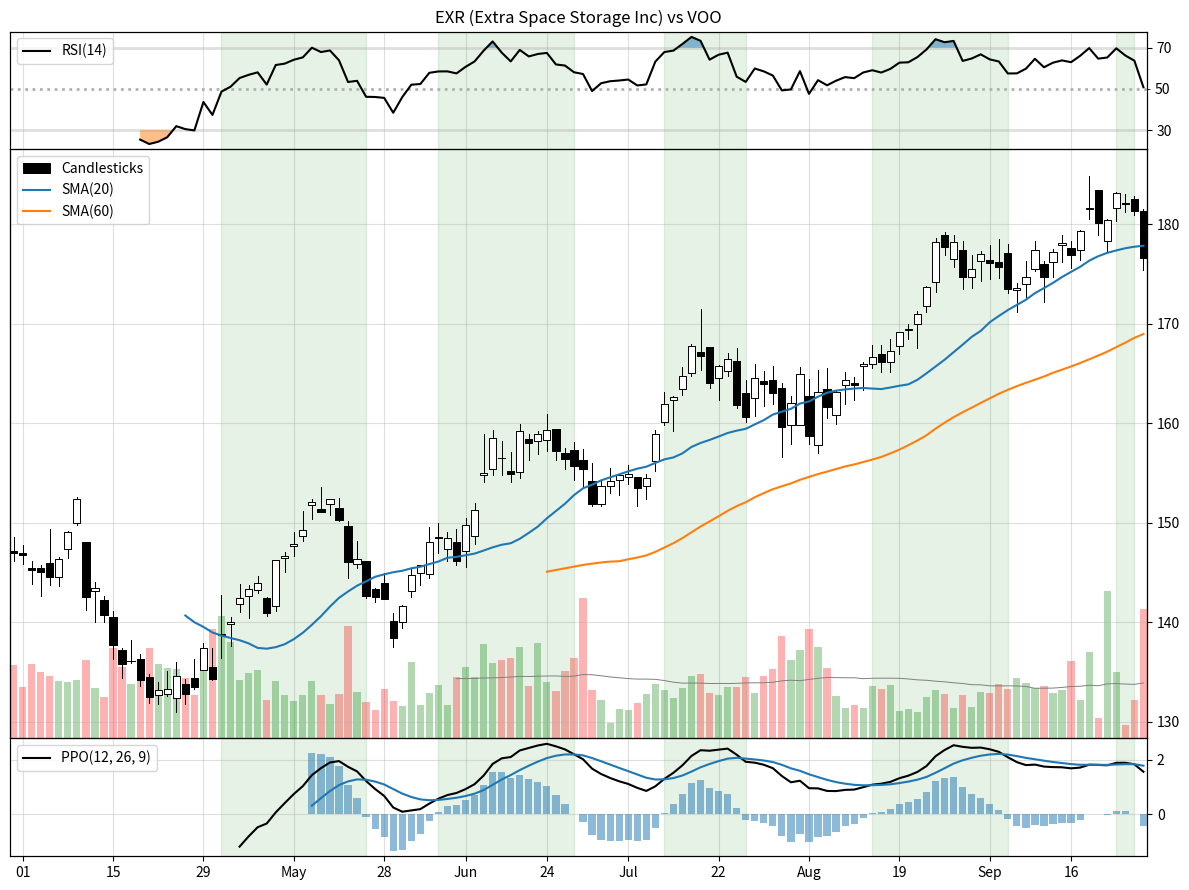 EXR (Extra Space Storage Inc) vs VOO
RSI(14)
70
50
30
Candlesticks
SMA(20)
SMA(60)
180
170
160
150
140
130
PPO(12, 26, 9)
2
0
01 15 29 May 28 Jun 24 Jul 22 Aug 19 Sep 16